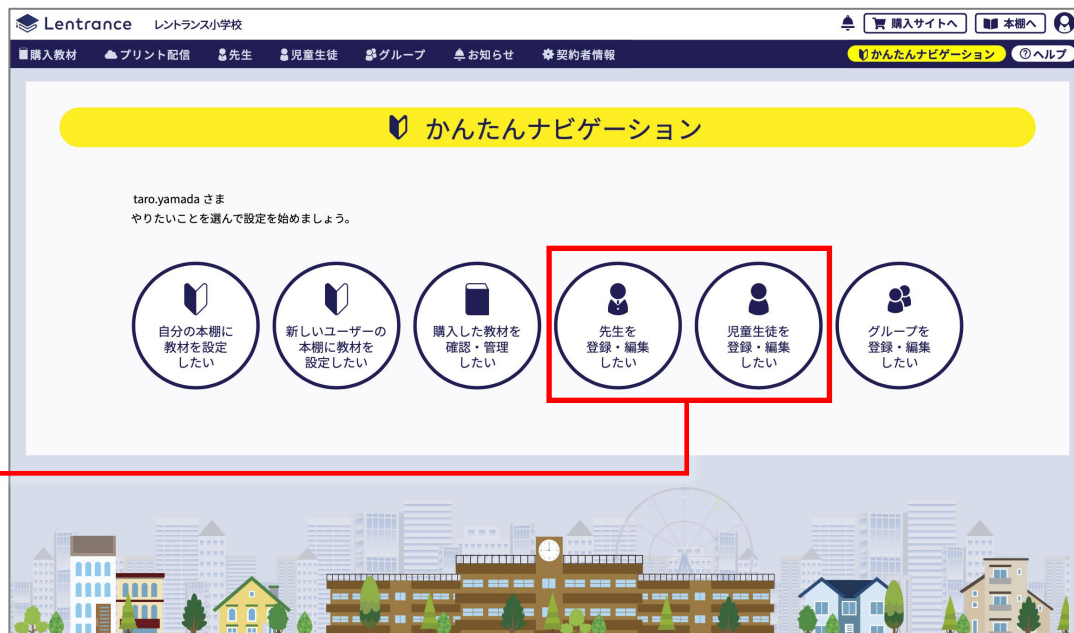 Lentrance レントランス小学校 購入サイトへ 本棚へ
購入教材 プリント配信 先生 児童生徒 グループ お知らせ 契約者情報 かんたんナビゲーション ヘルプ
かんたんナビゲーション
taro.yamada さま
やりたいことを選んで設定を始めましょう。
自分の本棚に
教材を設定
したい
新しいユーザーの
本棚に教材を
設定したい
購入した教材を
確認・管理
したい
先生を
登録・編集
したい
児童生徒を
登録・編集
したい
グループを
登録・編集
したい